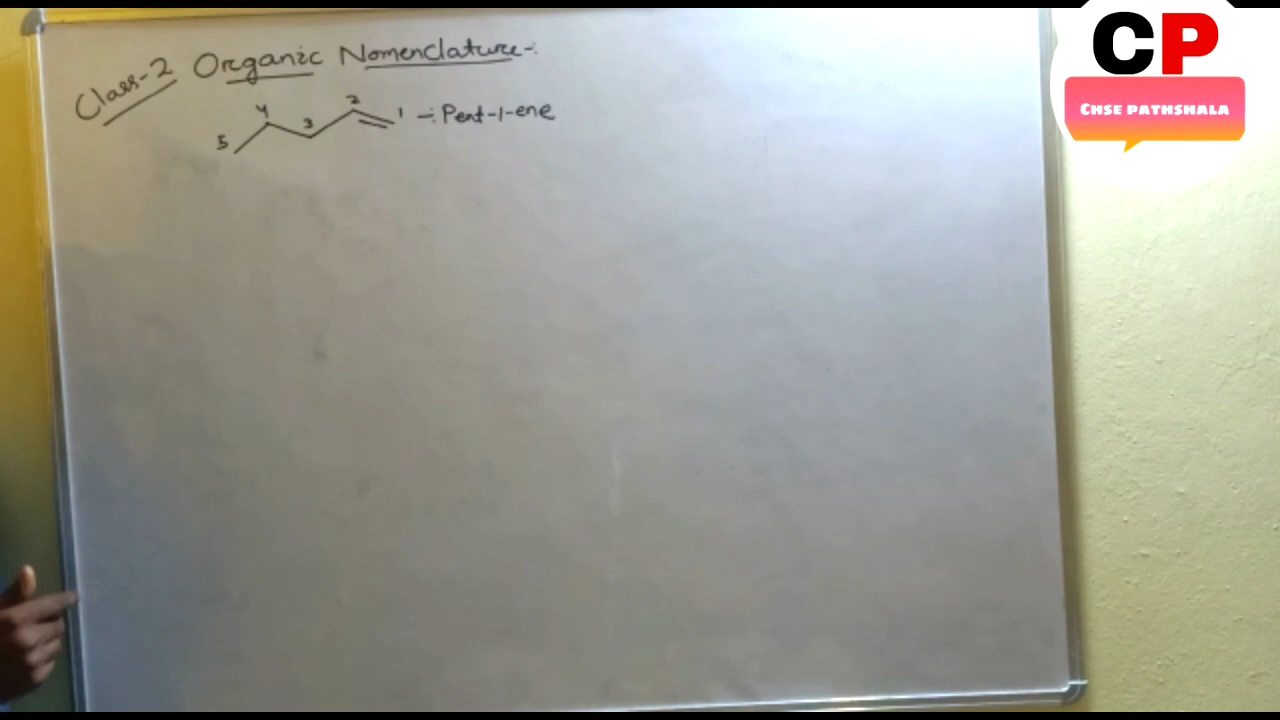 Class-2 Organic Nomenclature-:
5 4 3 2 1 -: Pent-1-ene
CP
CHSE PATHSHALA